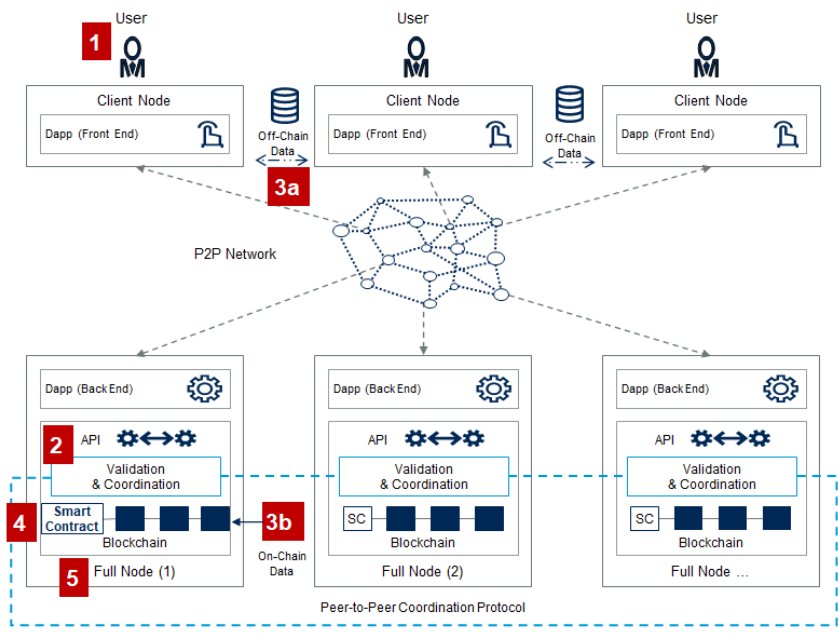 User
User
User
1
Client Node
Client Node
Client Node
Dapp (Front End)
Dapp (Front End)
Dapp (Front End)
Off-Chain
Data
Off-Chain
Data
3a
P2P Network
Dapp (Back End)
Dapp (Back End)
Dapp (Back End)
2
API
API
API
Validation
& Coordination
Validation
& Coordination
Validation
& Coordination
4
Smart
Contract
3b
SC
SC
Blockchain
On-Chain
Data
Blockchain
Blockchain
5
Full Node (1)
Full Node (2)
Full Node ...
Peer-to-Peer Coordination Protocol